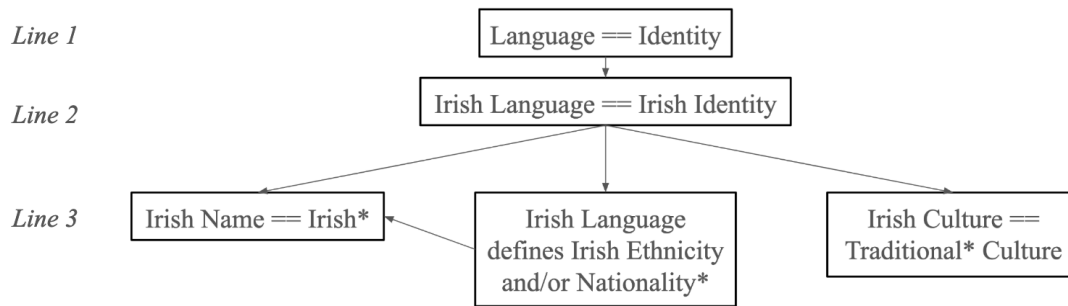 Line 1
Language == Identity
Line 2
Irish Language == Irish Identity
Line 3
Irish Name == Irish*
Irish Language
defines Irish Ethnicity
and/or Nationality*
Irish Culture ==
Traditional* Culture